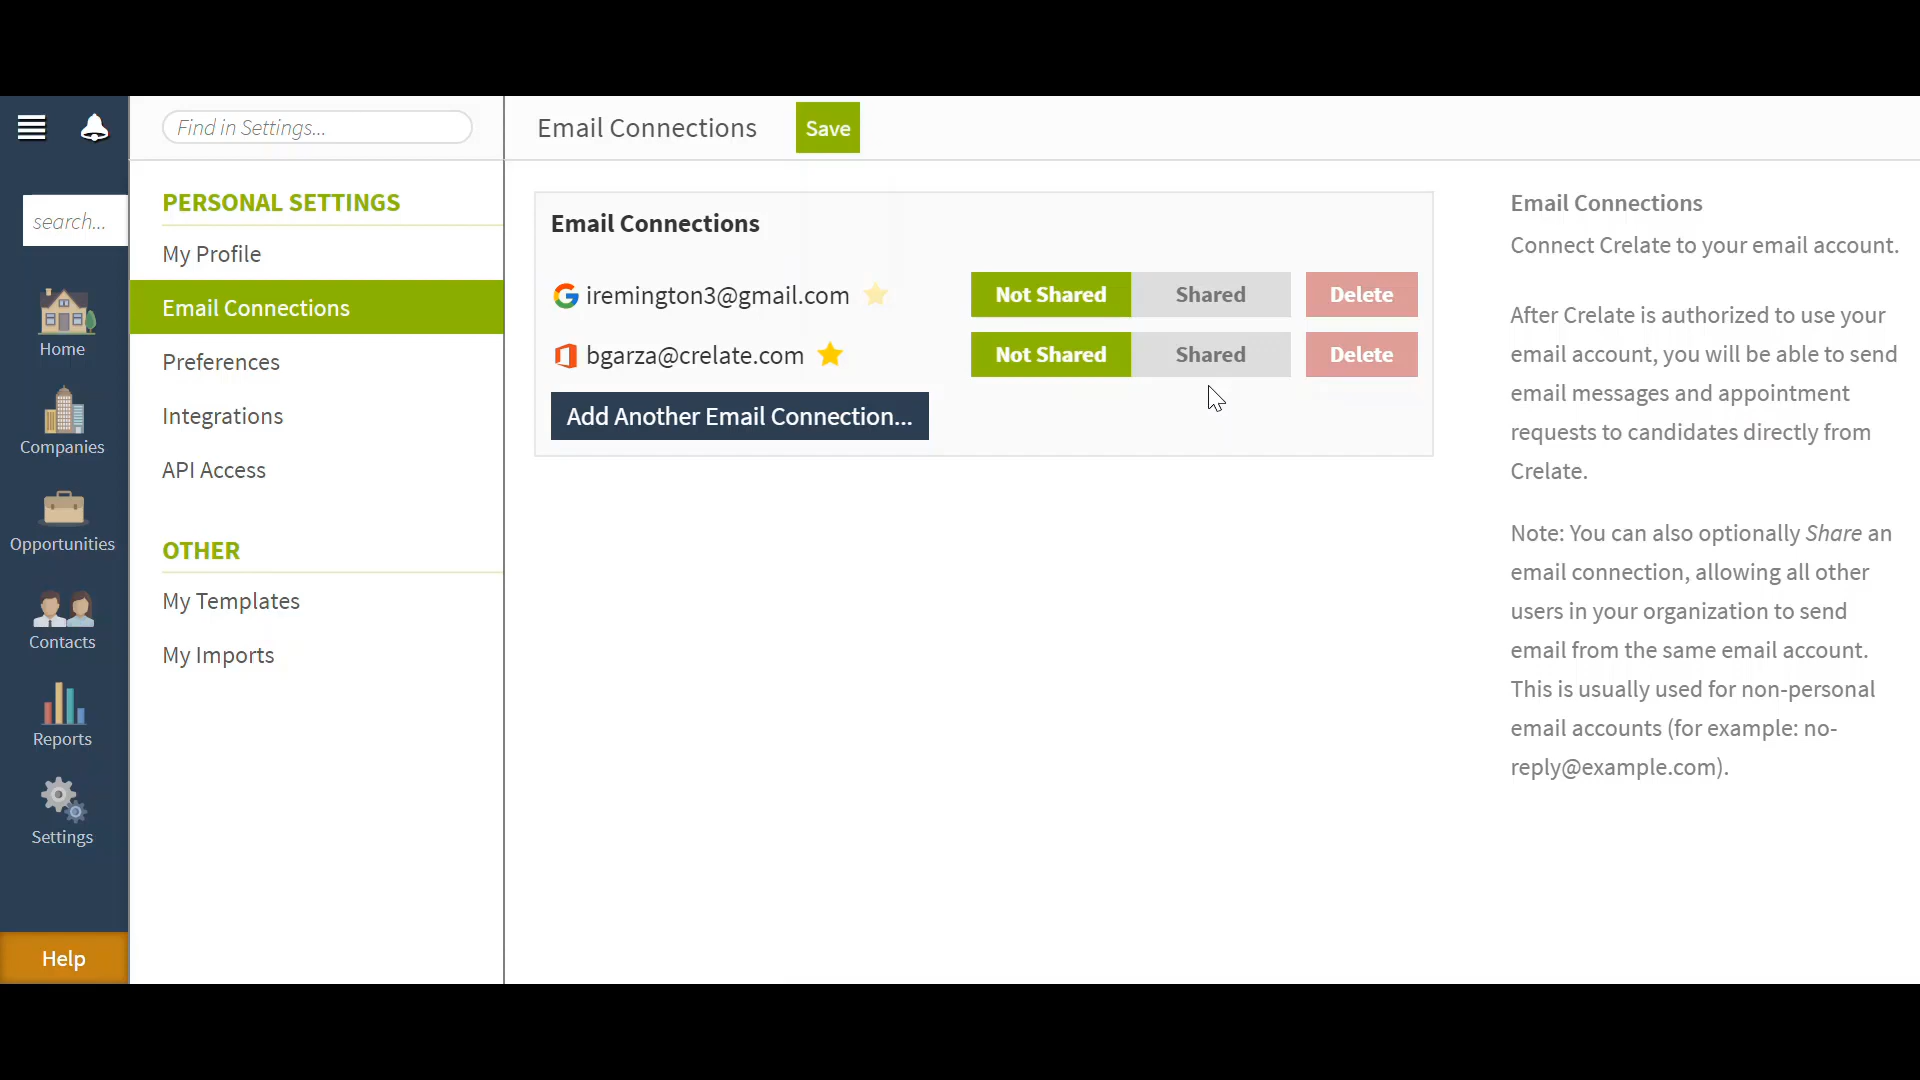 Find in Settings...
Email Connections
Save
search...
Home
Companies
Opportunities
Contacts
Reports
Settings
Help
PERSONAL SETTINGS
My Profile
Email Connections
Preferences
Integrations
API Access
OTHER
My Templates
My Imports
Email Connections
iremington3@gmail.com Not Shared Shared Delete
bgarza@crelate.com Not Shared Shared Delete
Add Another Email Connection...
Email Connections
Connect Crelate to your email account.
After Crelate is authorized to use your
email account, you will be able to send
email messages and appointment
requests to candidates directly from
Crelate.
Note: You can also optionally Share an
email connection, allowing all other
users in your organization to send
email from the same email account.
This is usually used for non-personal
email accounts (for example: no-
reply@example.com).